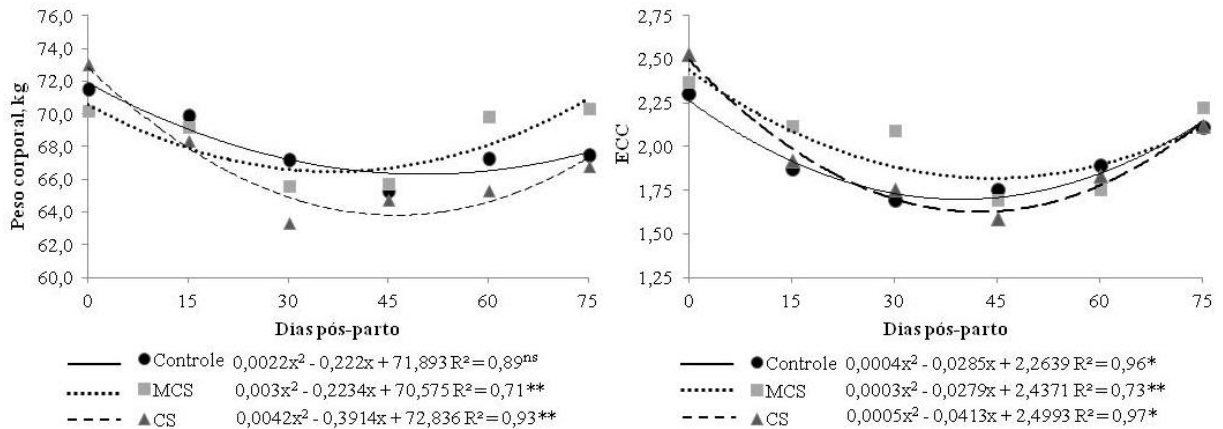 Peso corporal, kg
74,0
72,0
70,0
68,0
66,0
64,0
62,0
60,0
0 15 30 45 60 75
Dias pós-parto
Controle 0,0022x² - 0,222x + 71,893 R² = 0,89ⁿˢ
MCS 0,003x² - 0,2234x + 70,575 R² = 0,71**
CS 0,0042x² - 0,3914x + 72,836 R² = 0,93**
ECC
2,75
2,50
2,25
2,00
1,75
1,50
1,25
0 15 30 45 60 75
Dias pós-parto
Controle 0,0004x² - 0,0285x + 2,2639 R² = 0,96*
MCS 0,0003x² - 0,0279x + 2,4371 R² = 0,73**
CS 0,0005x² - 0,0413x + 2,4993 R² = 0,97*